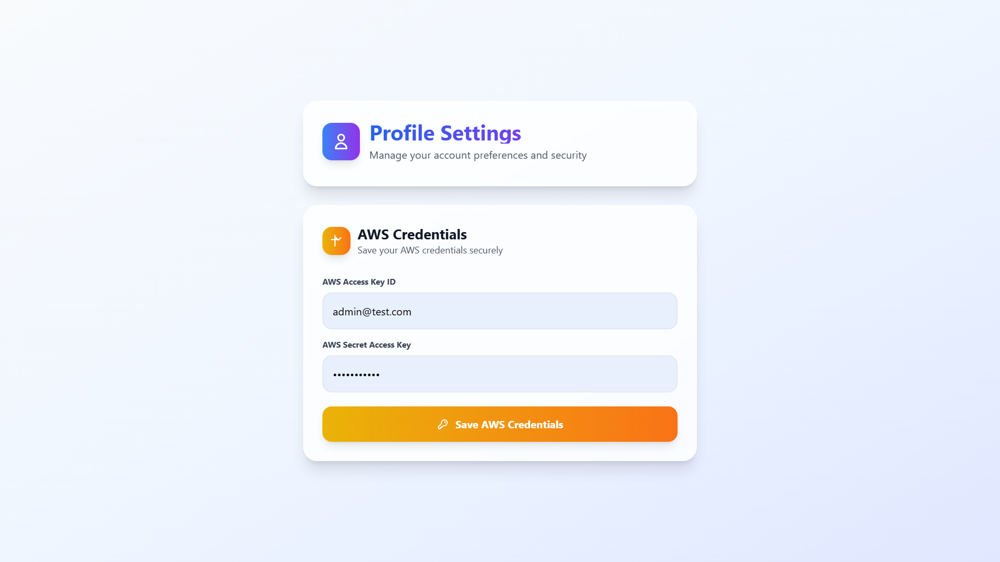 Profile Settings
Manage your account preferences and security
AWS Credentials
Save your AWS credentials securely
AWS Access Key ID
admin@test.com
AWS Secret Access Key
•••••••••••
Save AWS Credentials